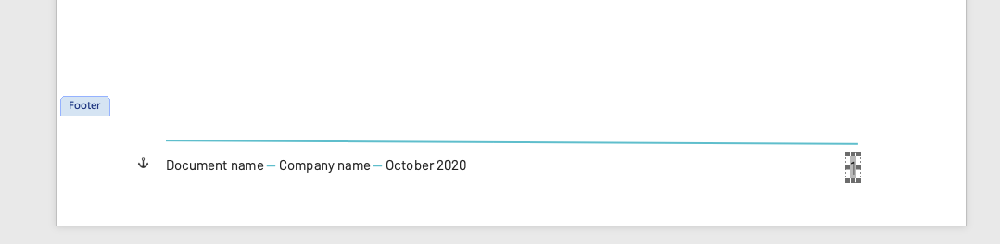 Footer
Document name — Company name — October 2020
1